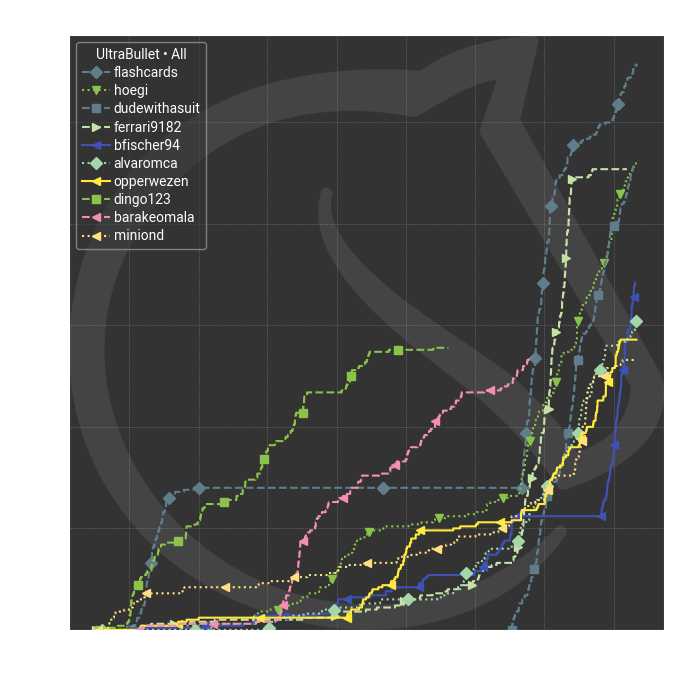 UltraBullet • All
flashcards
hoegi
dudewithasuit
ferrari9182
bfischer94
alvaromca
opperwezen
dingo123
barakeomala
miniond